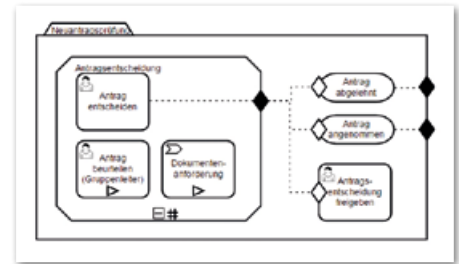 Neuantragsprüfung
Antragsentscheidung
Antrag
entscheiden
Antrag
beurteilen
(Gruppenleiter)
Dokumenten-
anforderung
Antrag
abgelehnt
Antrag
angenommen
Antrags-
entscheidung
freigeben